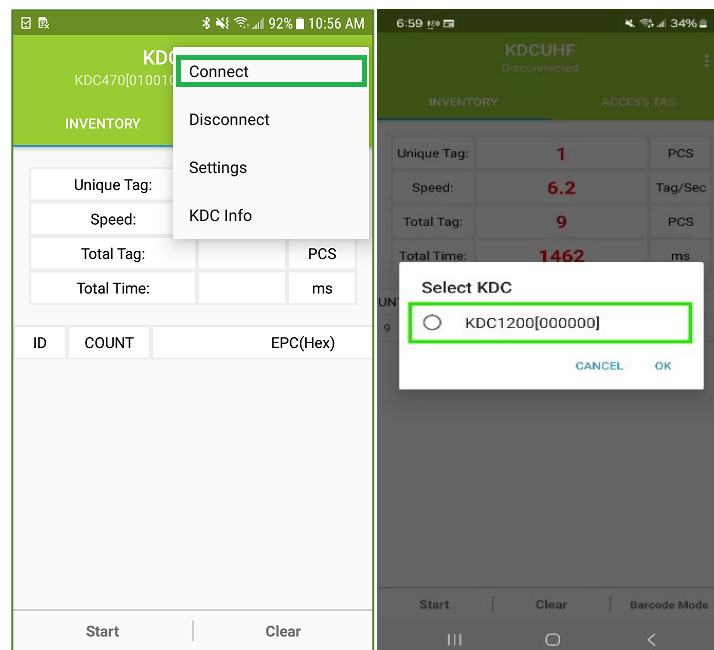 92% 10:56 AM
KDC
KDC470[01001
Connect
INVENTORY
Disconnect
Settings
KDC Info
Unique Tag:
Speed:
Total Tag: PCS
Total Time: ms
ID COUNT EPC(Hex)
Start Clear
6:59 34%
KDCUHF
Disconnected
INVENTORY ACCESS TAG
Unique Tag: 1 PCS
Speed: 6.2 Tag/Sec
Total Tag: 9 PCS
Total Time: 1462 ms
Select KDC
UN
9
KDC1200[000000]
CANCEL OK
Start Clear Barcode Mode